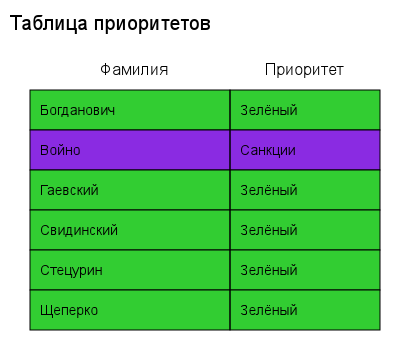 Таблица приоритетов
Фамилия Приоритет
Богданович Зелёный
Войно Санкции
Гаевский Зелёный
Свидинский Зелёный
Стецурин Зелёный
Щеперко Зелёный